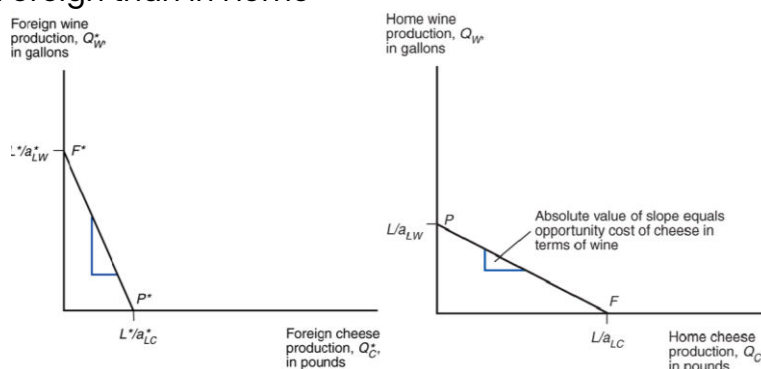 Foreign than in Home
Foreign wine
production, Q*W,
in gallons
L*/a*LW
F*
P*
L*/a*LC
Foreign cheese
production, Q*C,
in pounds
Home wine
production, QW,
in gallons
L/aLW
P
Absolute value of slope equals
opportunity cost of cheese in
terms of wine
F
L/aLC
Home cheese
production, QC,
in pounds